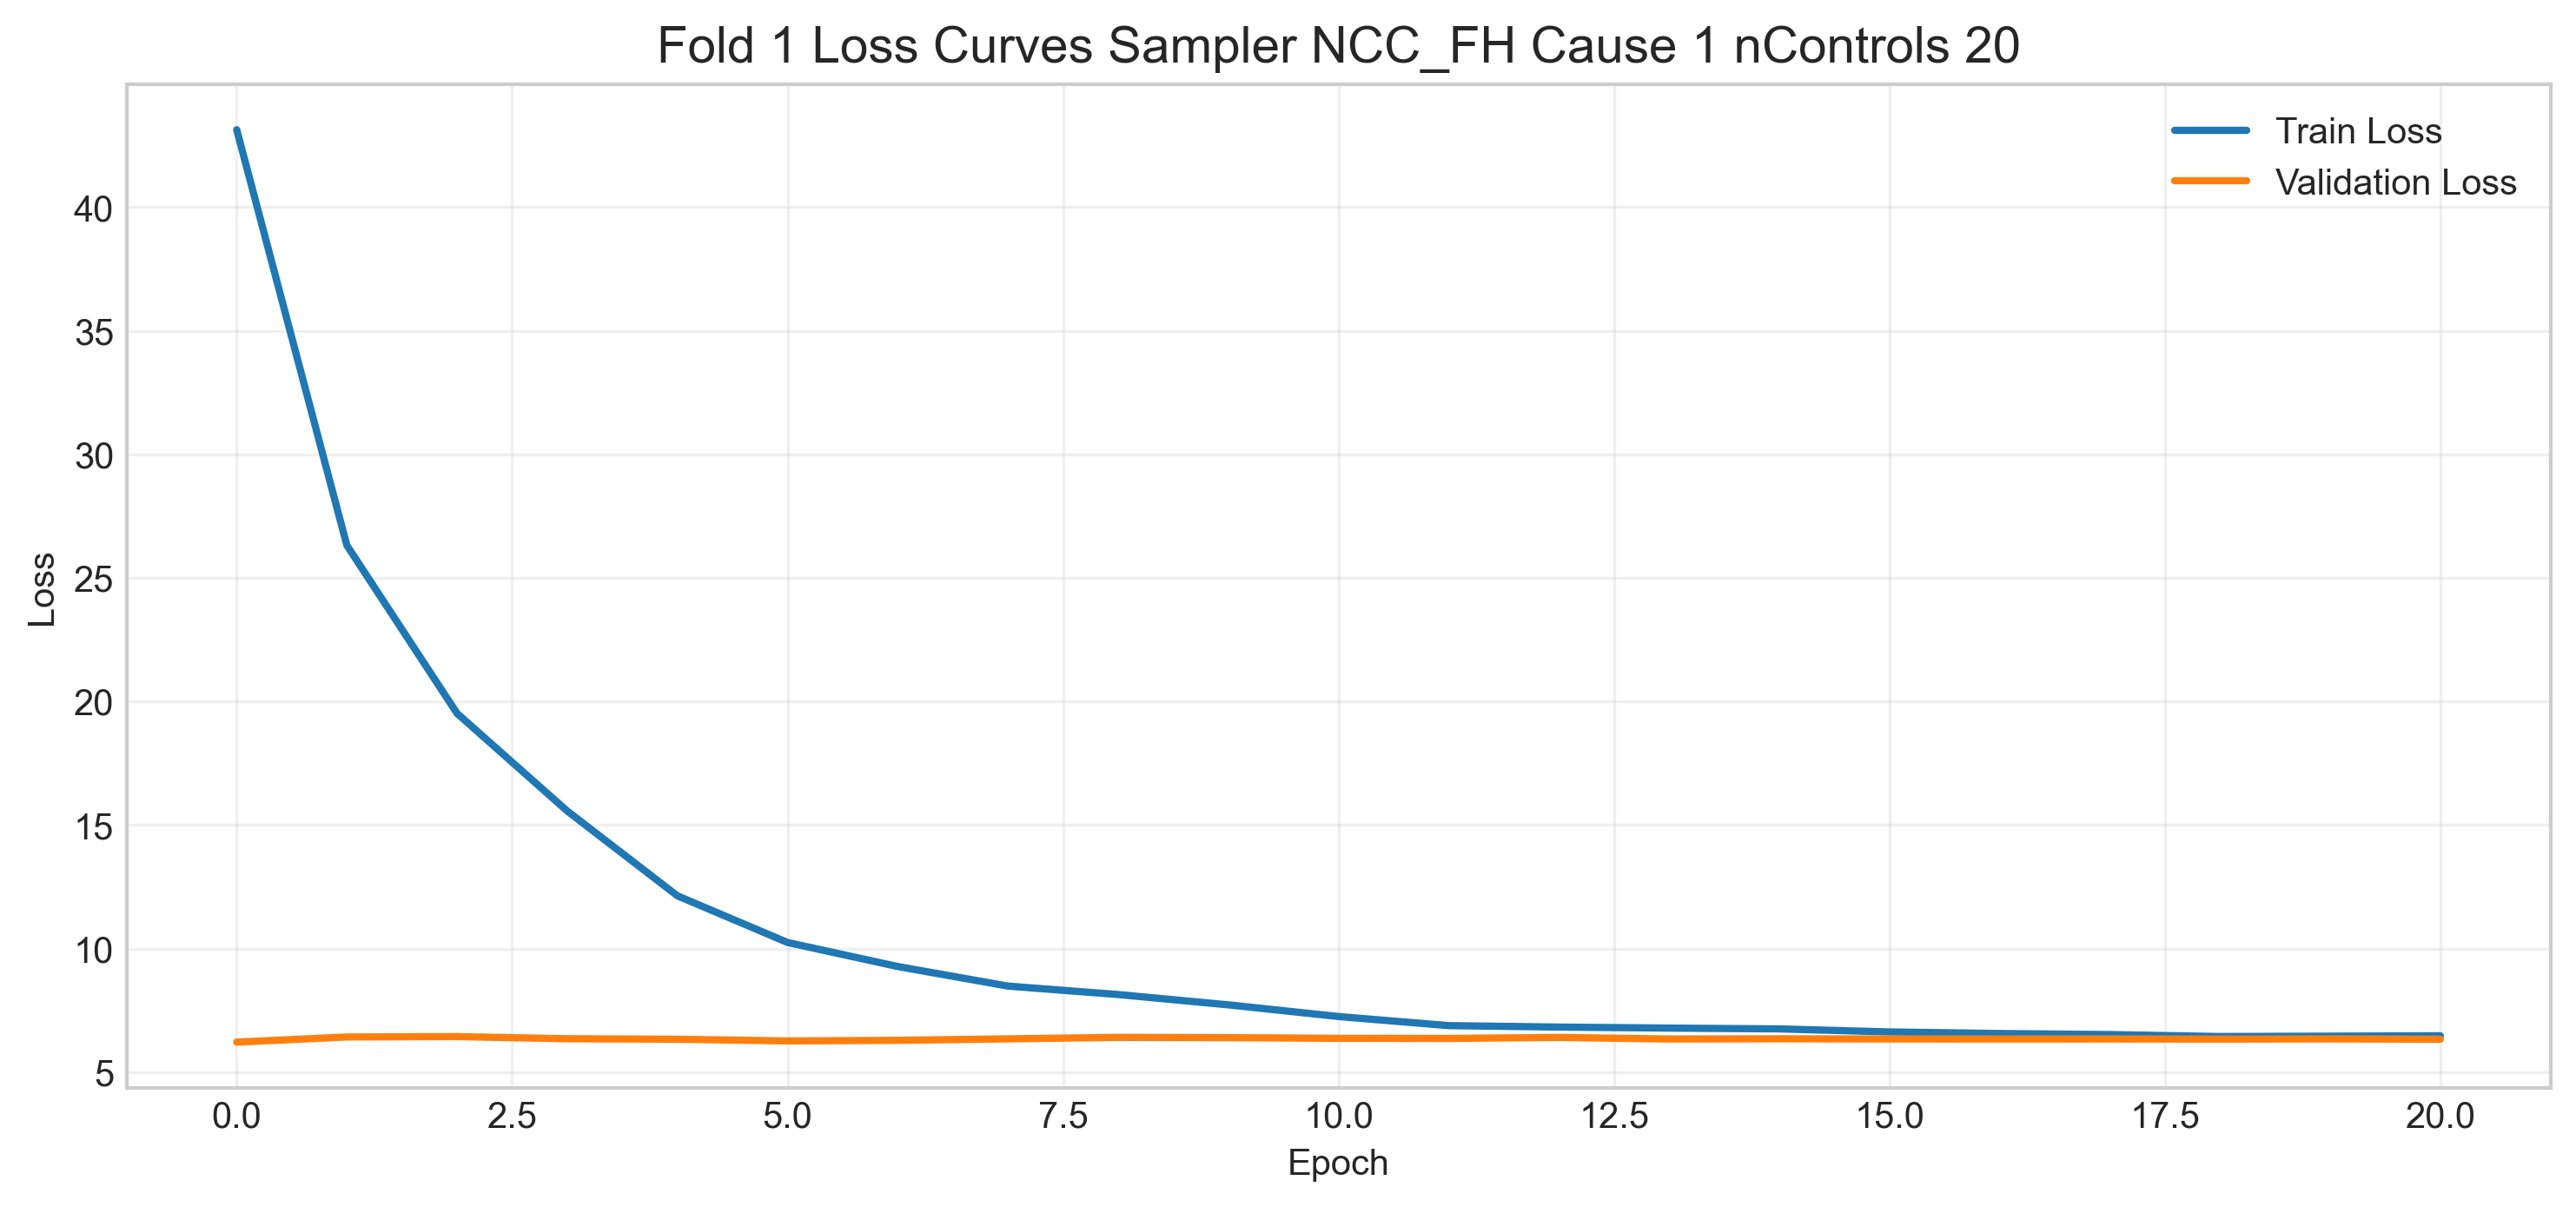 Fold 1 Loss Curves Sampler NCC_FH Cause 1 nControls 20
Train Loss
Validation Loss
Loss
40
35
30
25
20
15
10
5
0.0 2.5 5.0 7.5 10.0 12.5 15.0 17.5 20.0
Epoch